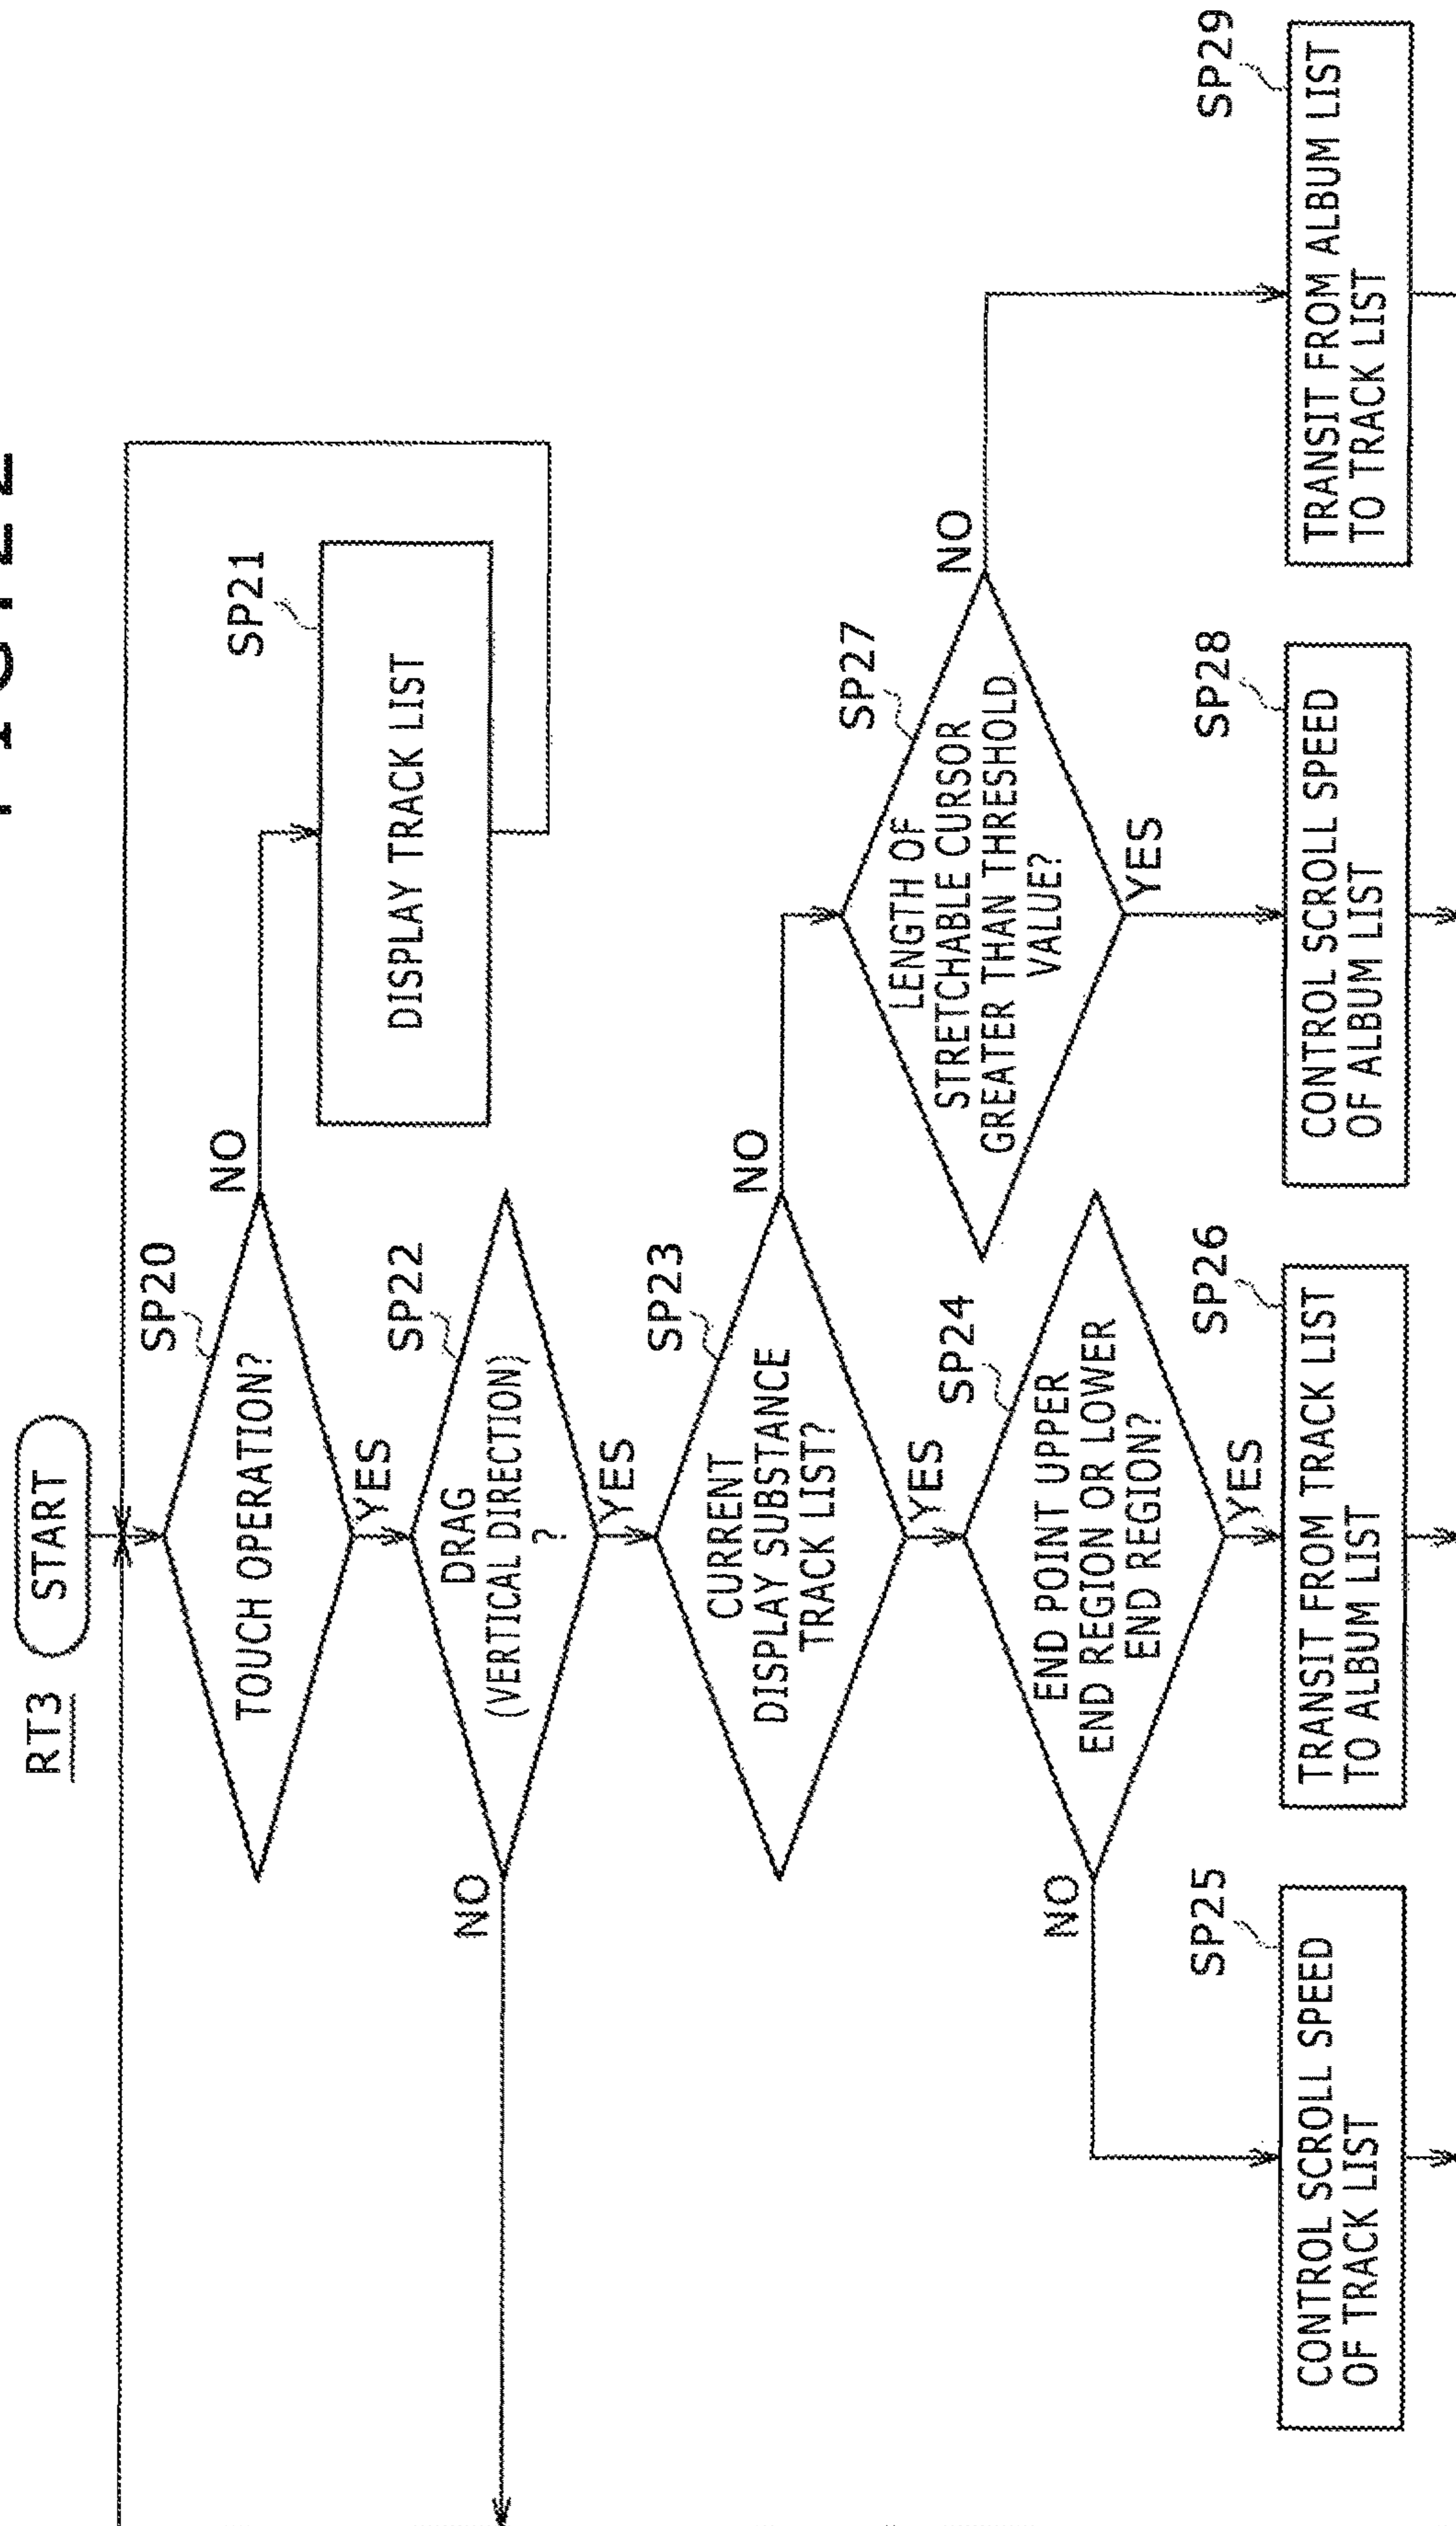 RT3
START
SP20
TOUCH OPERATION?
NO
YES
SP21
DISPLAY TRACK LIST
SP22
DRAG
(VERTICAL DIRECTION)
?
NO
YES
SP23
CURRENT
DISPLAY SUBSTANCE
TRACK LIST?
NO
YES
SP24
END POINT UPPER
END REGION OR LOWER
END REGION?
NO
YES
SP27
LENGTH OF
STRETCHABLE CURSOR
GREATER THAN THRESHOLD
VALUE?
NO
YES
SP25
CONTROL SCROLL SPEED
OF TRACK LIST
SP26
TRANSIT FROM TRACK LIST
TO ALBUM LIST
SP28
CONTROL SCROLL SPEED
OF ALBUM LIST
SP29
TRANSIT FROM ALBUM LIST
TO TRACK LIST